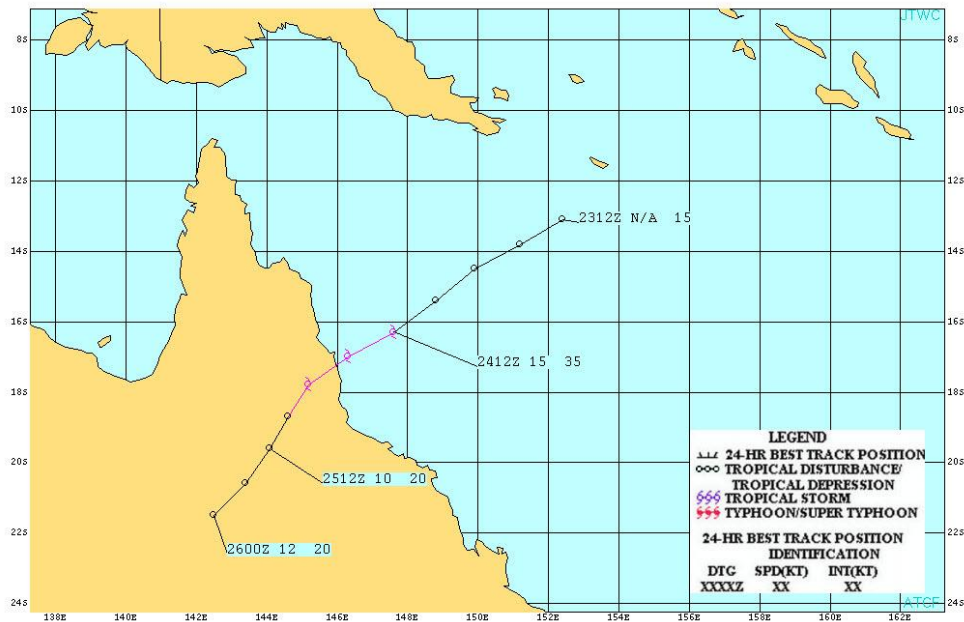 JTWC
8S 8S
10S 10S
12S 12S
2312Z N/A 15
14S 14S
16S 16S
2412Z 15 35
18S 18S
LEGEND
24-HR BEST TRACK POSITION
TROPICAL DISTURBANCE/
TROPICAL DEPRESSION
TROPICAL STORM
TYPHOON/SUPER TYPHOON
24-HR BEST TRACK POSITION
IDENTIFICATION
DTG SPD(KT) INT(KT)
XXXXZ XX XX
20S 20S
2512Z 10 20
22S 22S
2600Z 12 20
24S 24S
ATCF
138E 140E 142E 144E 146E 148E 150E 152E 154E 156E 158E 160E 162E